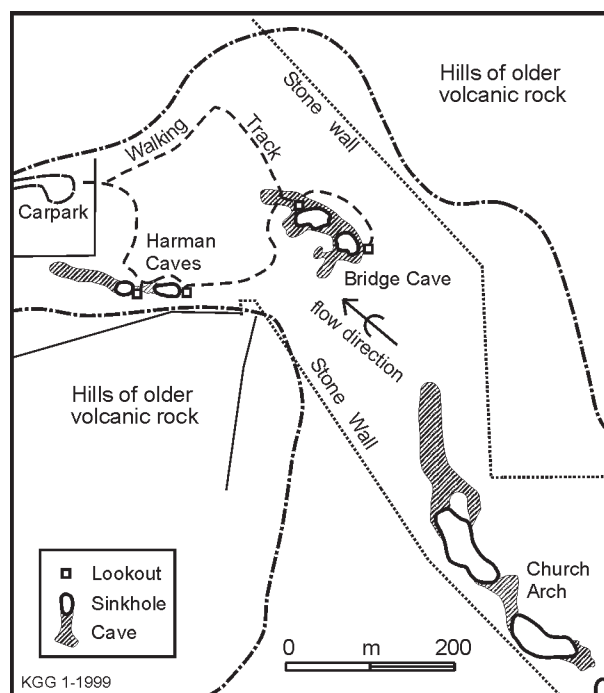 Hills of older
volcanic rock
Stone wall
Walking Track
Carpark
Harman
Caves
Bridge Cave
flow direction
Stone Wall
Hills of older
volcanic rock
Church
Arch
Lookout
Sinkhole
Cave
0 m 200
KGG 1-1999